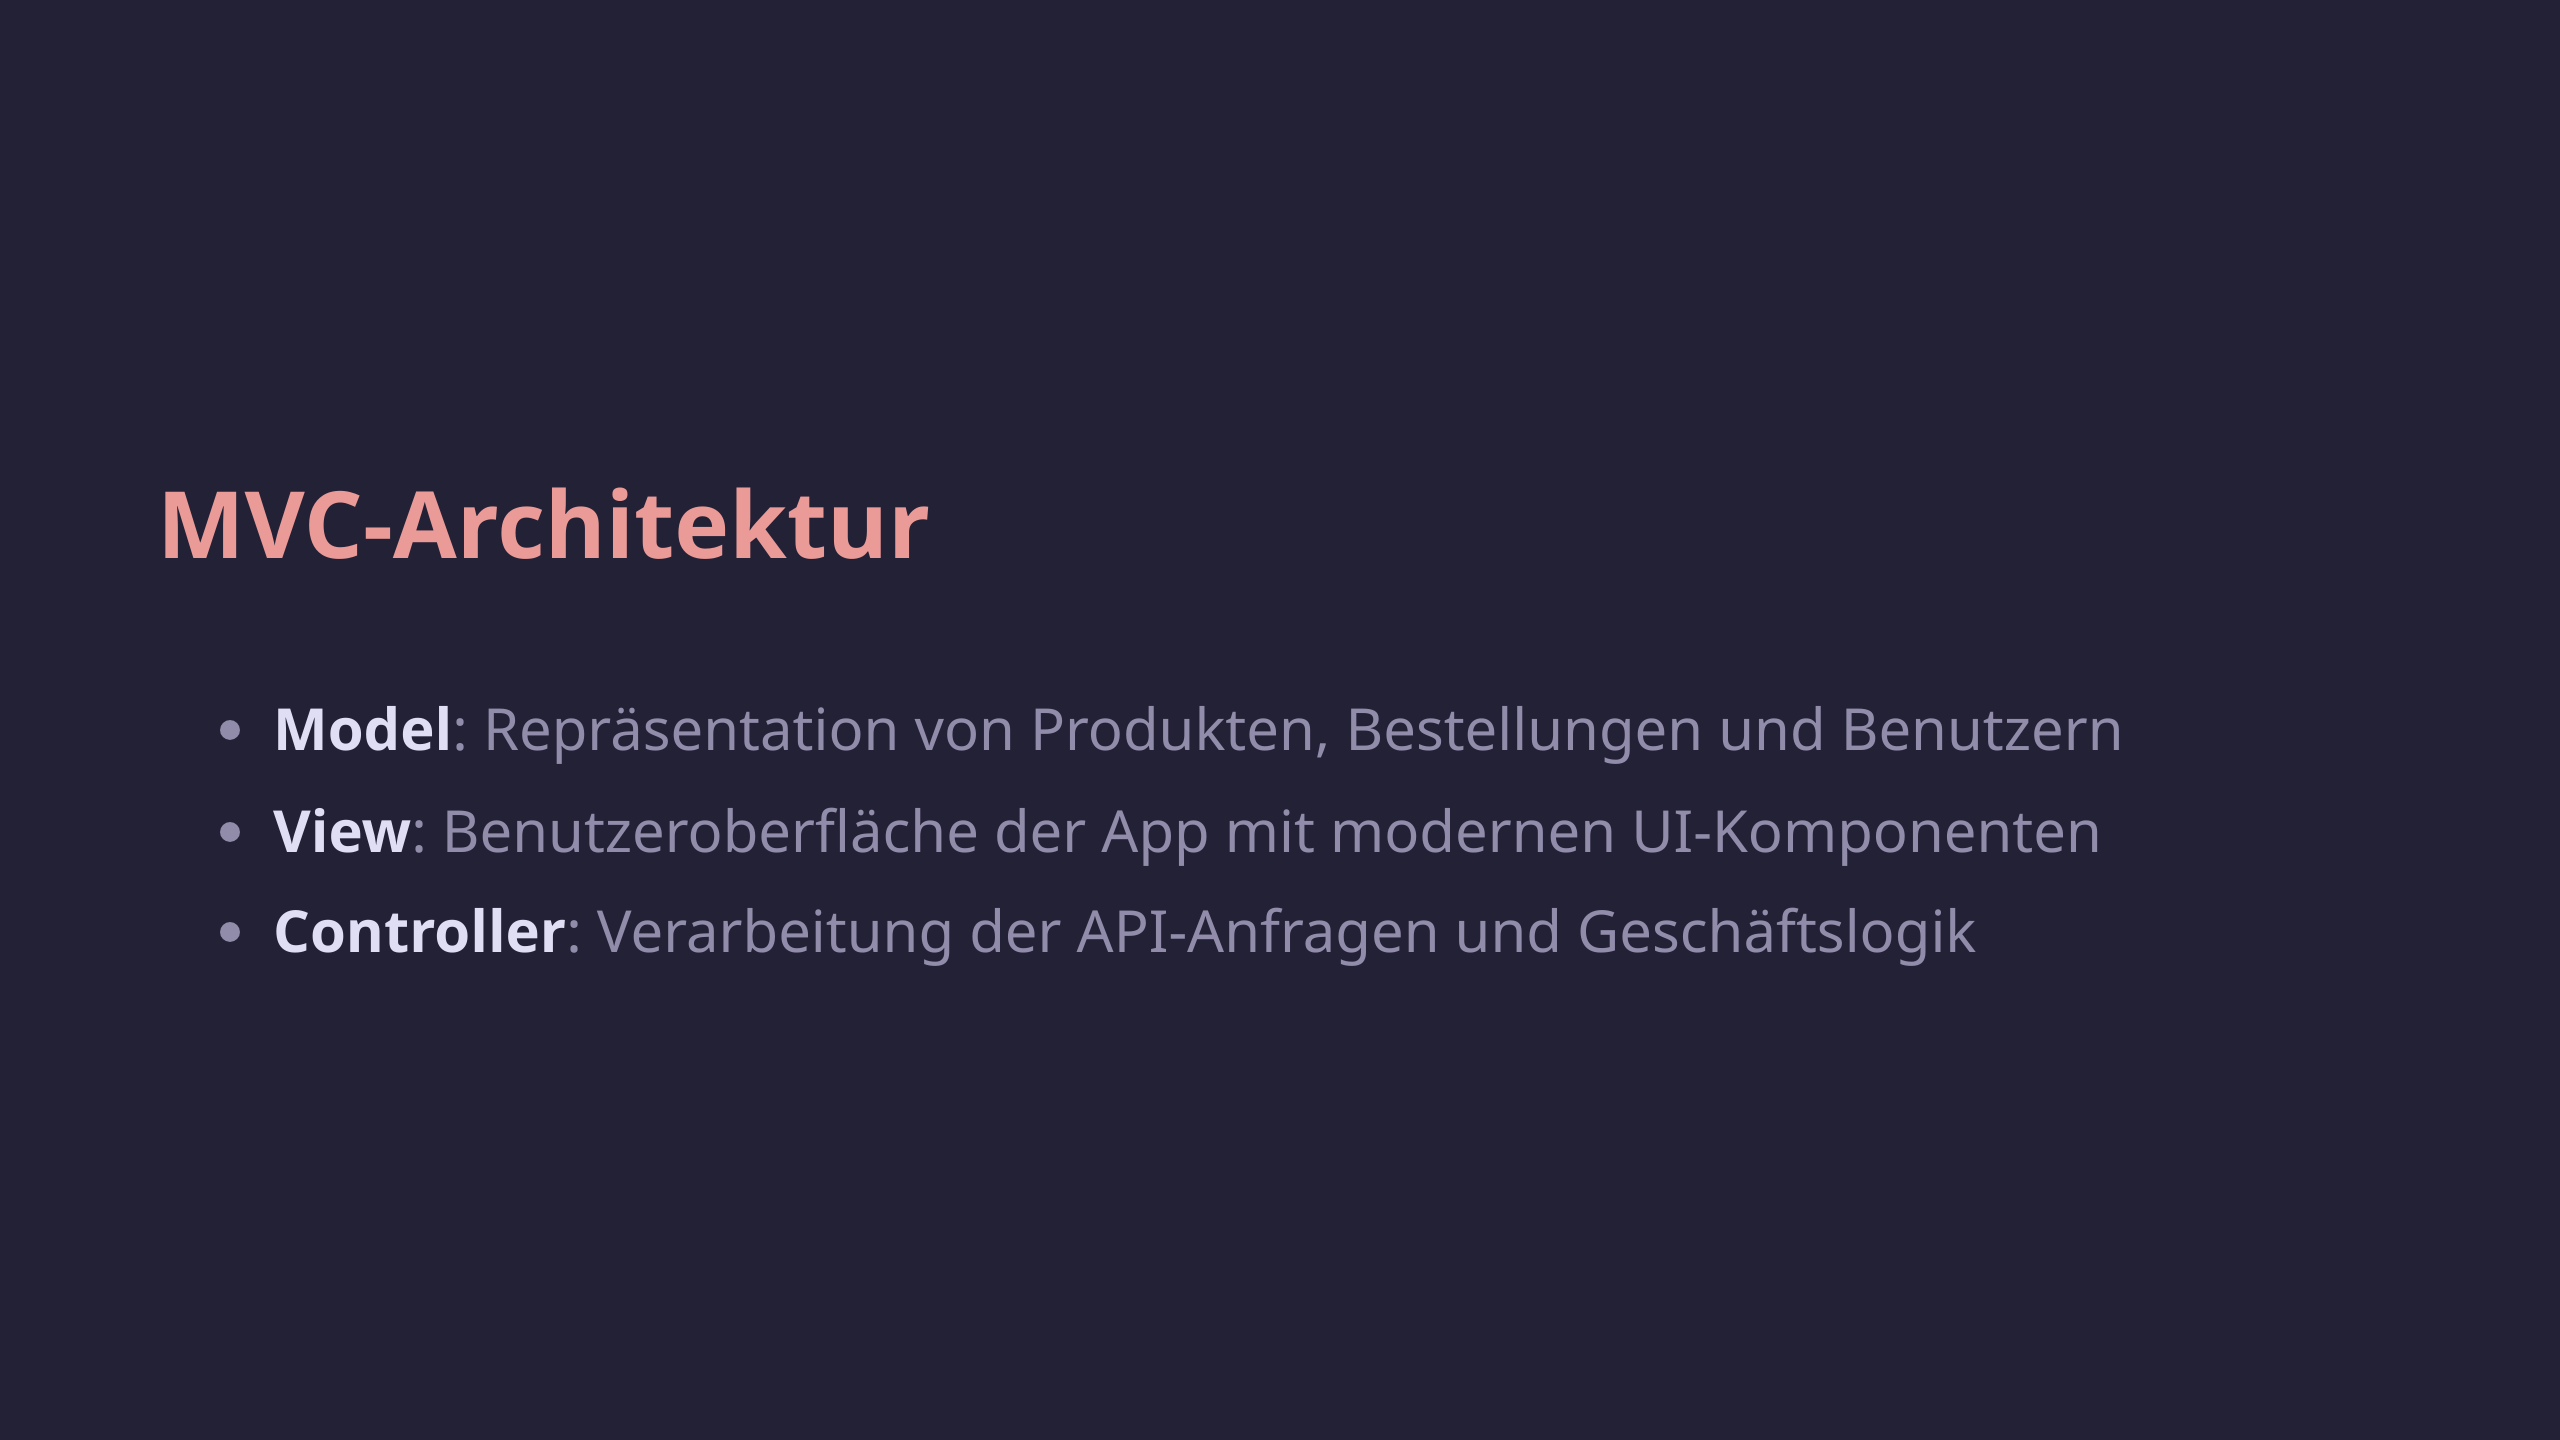 MVC-Architektur
Model: Repräsentation von Produkten, Bestellungen und Benutzern
View: Benutzeroberfläche der App mit modernen UI-Komponenten
Controller: Verarbeitung der API-Anfragen und Geschäftslogik